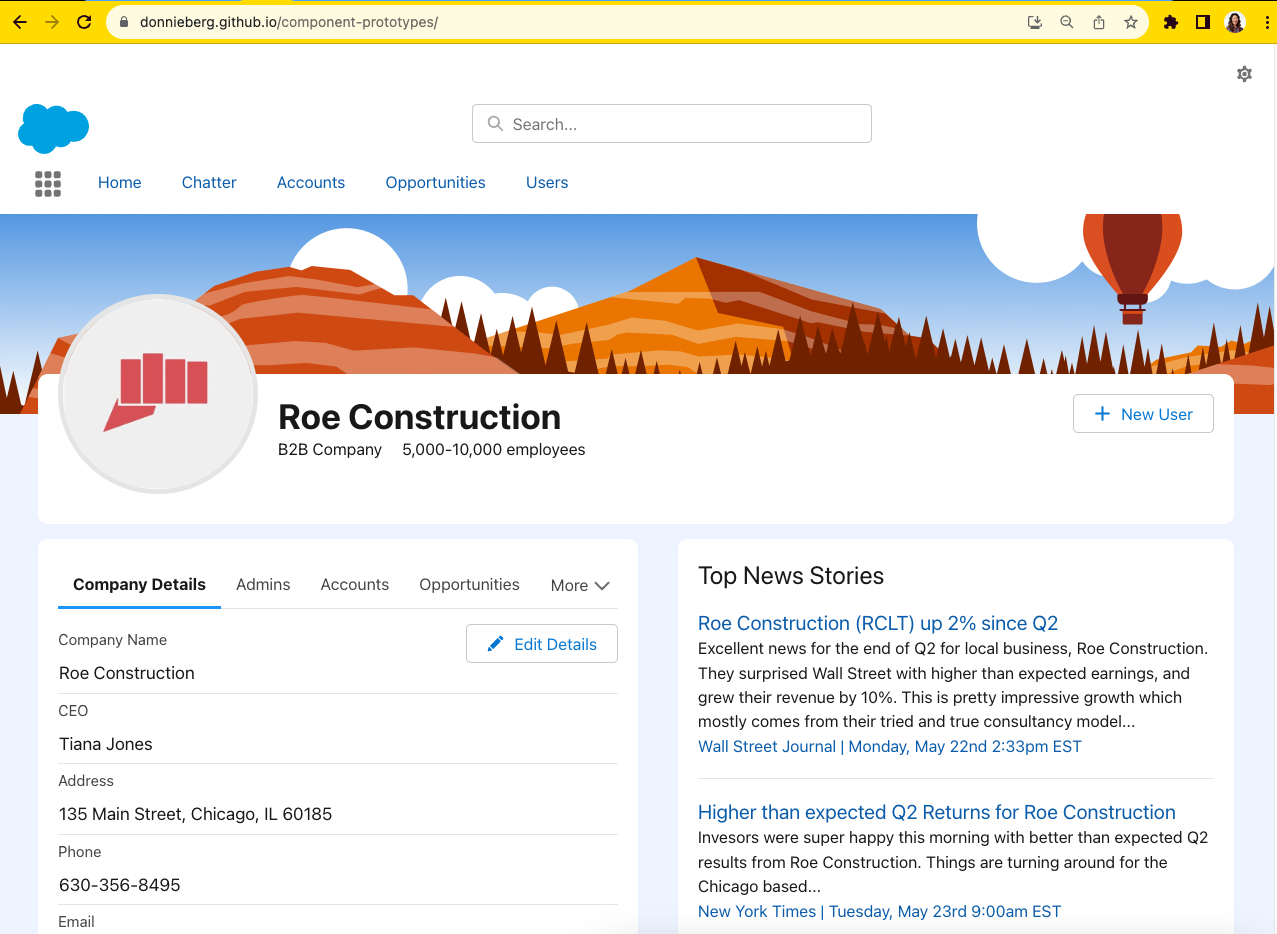 donnieberg.github.io/component-prototypes/
Search...
Home Chatter Accounts Opportunities Users
Roe Construction
B2B Company 5,000-10,000 employees
+ New User
Company Details Admins Accounts Opportunities More
Company Name
Edit Details
Roe Construction
CEO
Tiana Jones
Address
135 Main Street, Chicago, IL 60185
Phone
630-356-8495
Email
Top News Stories
Roe Construction (RCLT) up 2% since Q2
Excellent news for the end of Q2 for local business, Roe Construction.
They surprised Wall Street with higher than expected earnings, and
grew their revenue by 10%. This is pretty impressive growth which
mostly comes from their tried and true consultancy model...
Wall Street Journal | Monday, May 22nd 2:33pm EST
Higher than expected Q2 Returns for Roe Construction
Invesors were super happy this morning with better than expected Q2
results from Roe Construction. Things are turning around for the
Chicago based...
New York Times | Tuesday, May 23rd 9:00am EST